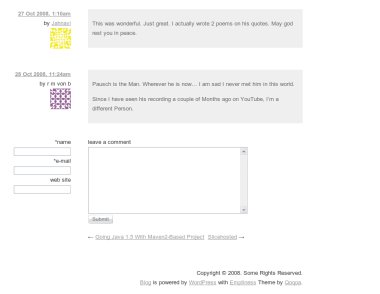 27 Oct 2008, 1:10am
by Jahnavi
This was wonderful. Just great. I actually wrote 2 poems on his quotes. May god
rest you in peace.
28 Oct 2008, 11:24am
by r m von b
Pausch is the Man. Wherever he is now… I am sad I never met him in this world.
Since I have seen his recording a couple of Months ago on YouTube, I'm a
different Person.
*name
leave a comment
*e-mail
web site
Submit
← Going Java 1.5 With Maven2-Based Project Slicehosted →
Copyright © 2008. Some Rights Reserved.
Blog is powered by WordPress with Emptiness Theme by